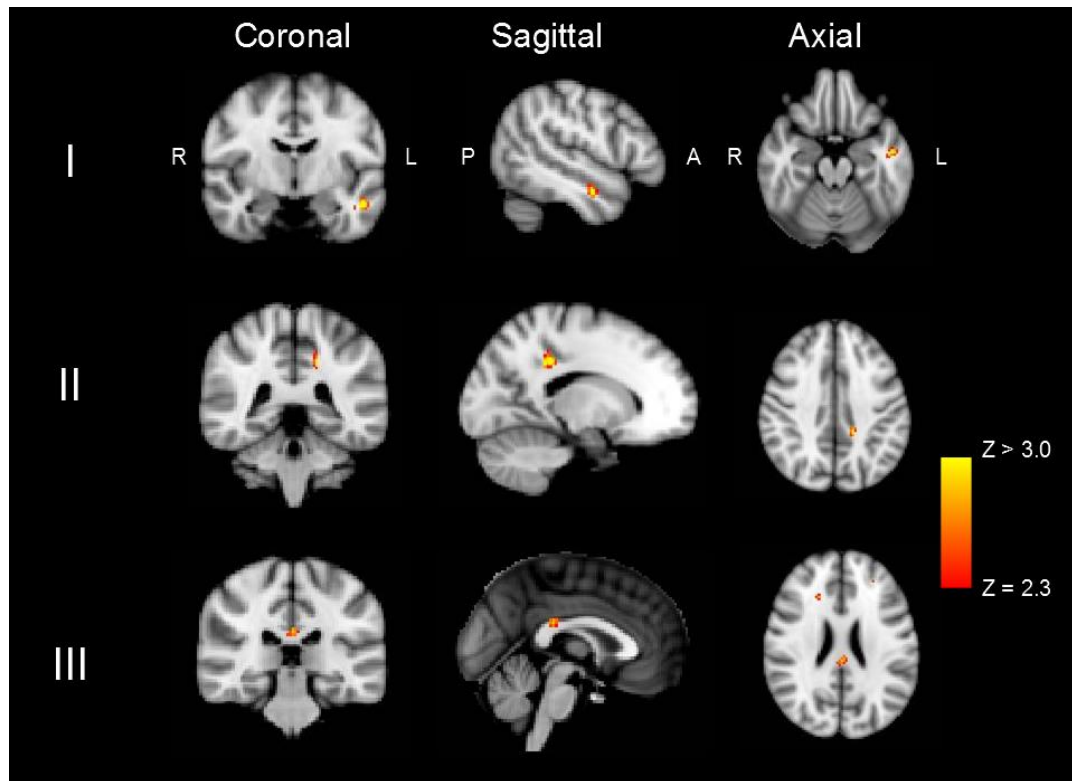 Coronal Sagittal Axial
I
R L P A R L
II
Z > 3.0
Z = 2.3
III